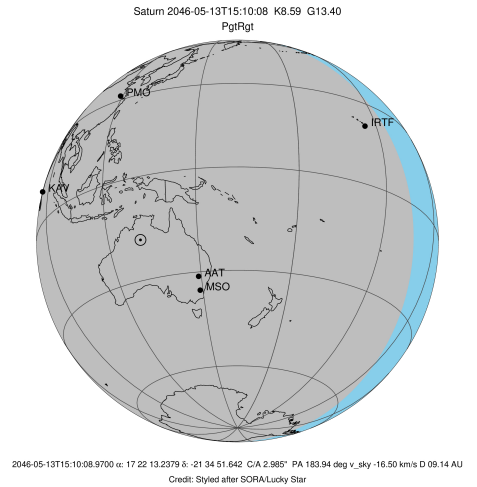 Saturn 2046-05-13T15:10:08 K8.59 G13.40
PgtRgt
PMO
IRTF
KAV
AAT
MSO
2046-05-13T15:10:08.9700 α: 17 22 13.2379 δ: -21 34 51.642 C/A 2.985" PA 183.94 deg v_sky -16.50 km/s D 09.14 AU
Credit: Styled after SORA/Lucky Star